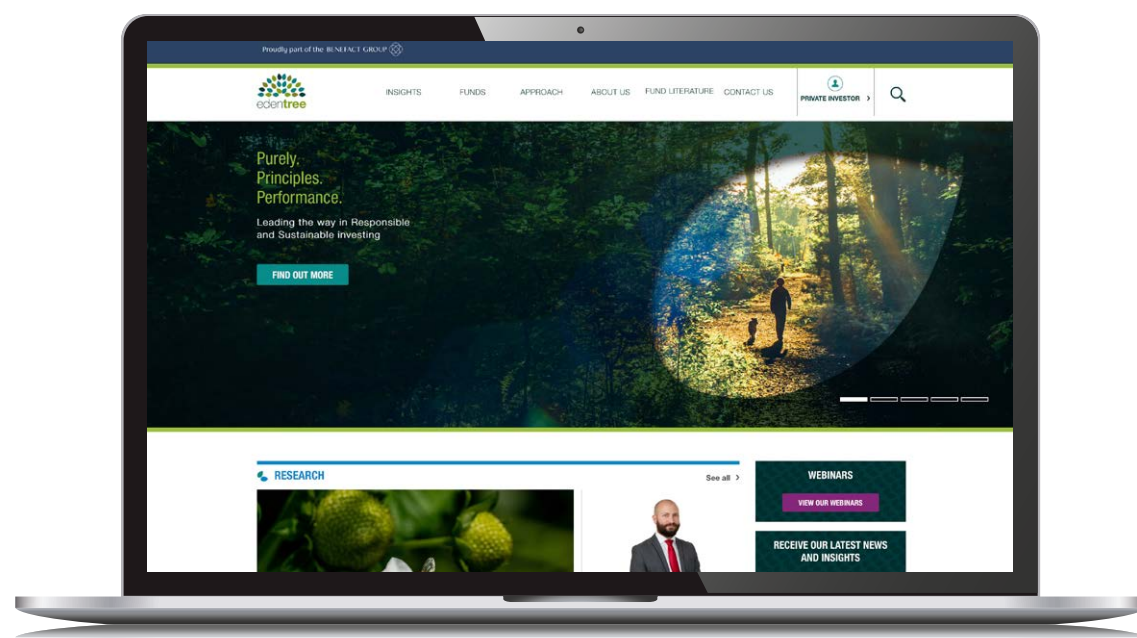 Proudly part of the BENEFACT GROUP
edentree
INSIGHTS
FUNDS
APPROACH
ABOUT US
FUND LITERATURE
CONTACT US
PRIVATE INVESTOR
Purely.
Principles.
Performance.
Leading the way in Responsible
and Sustainable investing
FIND OUT MORE
RESEARCH
See all
WEBINARS
VIEW OUR WEBINARS
RECEIVE OUR LATEST NEWS
AND INSIGHTS